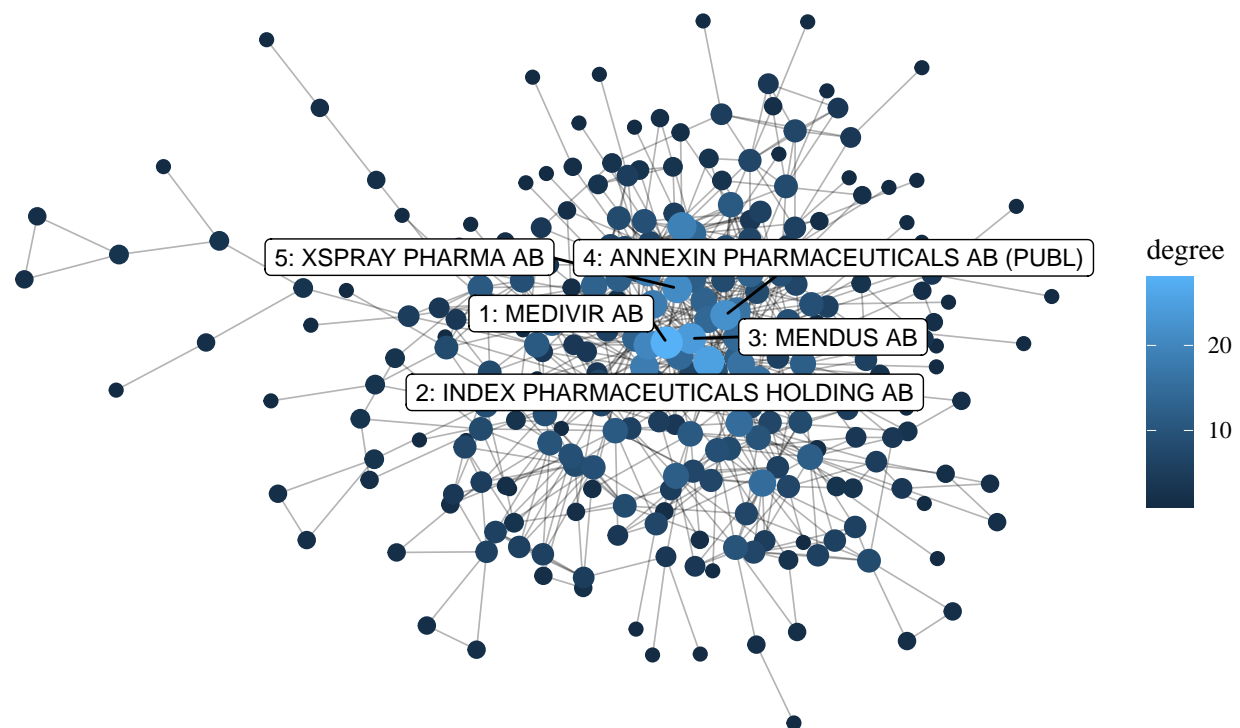 degree
5: XSPRAY PHARMA AB
4: ANNEXIN PHARMACEUTICALS AB (PUBL)
1: MEDIVIR AB
3: MENDUS AB
20
2: INDEX PHARMACEUTICALS HOLDING AB
10